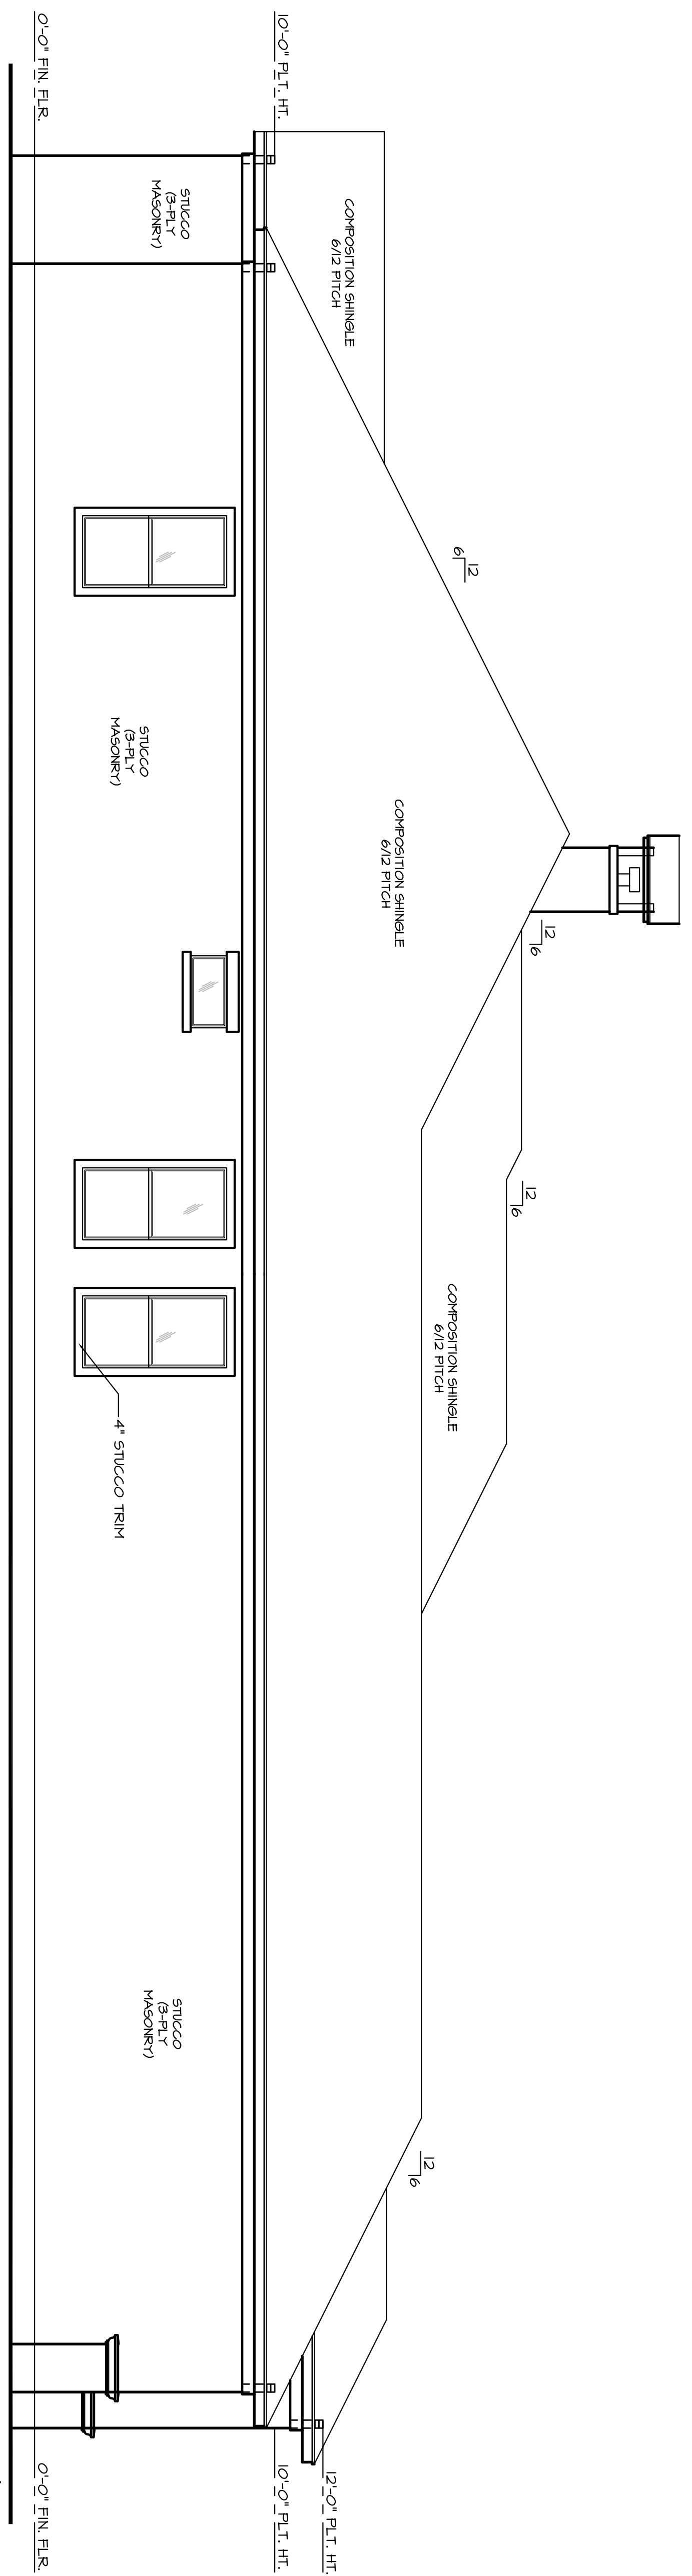 0'-0" FIN. FLR.
10'-0" PLT. HT.
STUCCO
(3-PLY
MASONRY)
COMPOSITION SHINGLE
6/12 PITCH
12
6
STUCCO
(3-PLY
MASONRY)
COMPOSITION SHINGLE
6/12 PITCH
12
6
12
6
COMPOSITION SHINGLE
6/12 PITCH
4" STUCCO TRIM
STUCCO
(3-PLY
MASONRY)
12
6
12'-0" PLT. HT.
10'-0" PLT. HT.
0'-0" FIN. FLR.